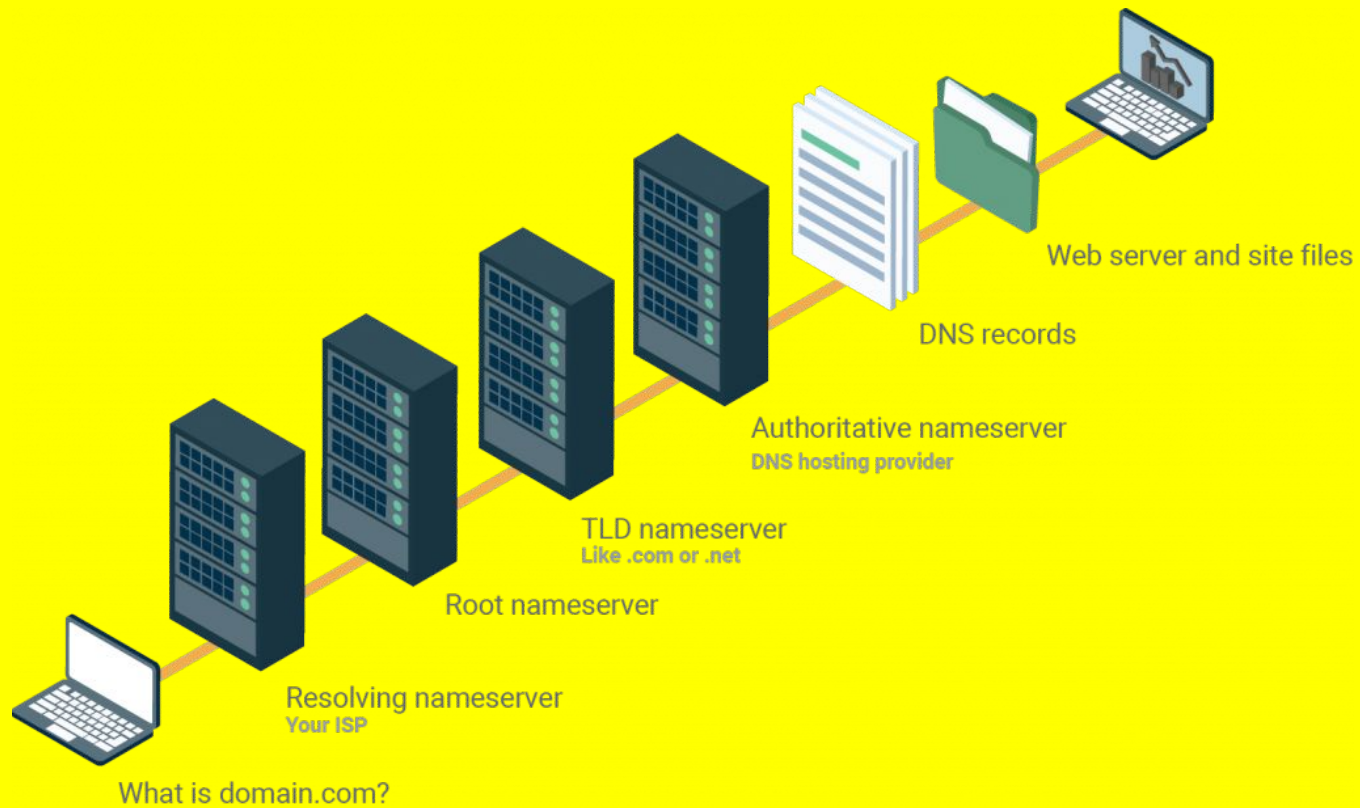 Web server and site files
DNS records
Authoritative nameserver
DNS hosting provider
TLD nameserver
Like .com or .net
Root nameserver
Resolving nameserver
Your ISP
What is domain.com?